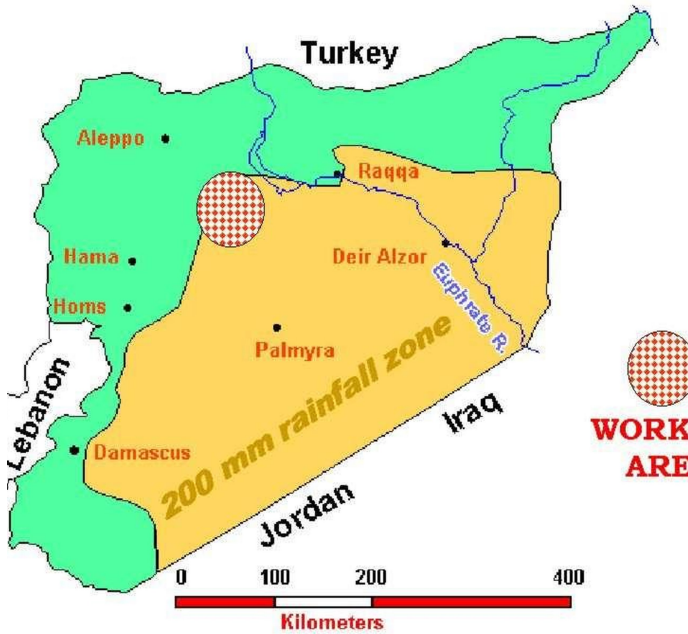 Turkey
Aleppo
Raqqa
Hama
Deir Alzor
Homs
Euphrate R.
Palmyra
200 mm rainfall zone
Lebanon
Iraq
WORK
ARE
Damascus
Jordan
0 100 200 400
Kilometers